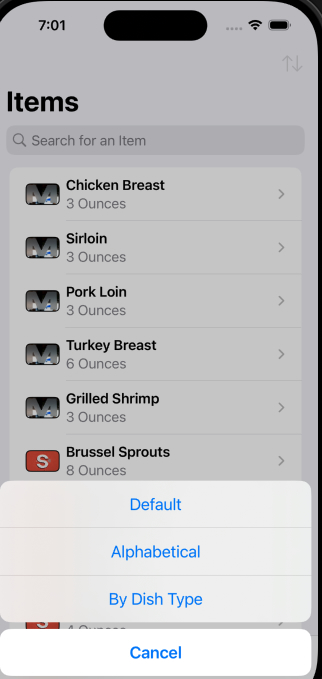 7:01
Items
Search for an Item
Chicken Breast
3 Ounces
Sirloin
3 Ounces
Pork Loin
3 Ounces
Turkey Breast
6 Ounces
Grilled Shrimp
3 Ounces
S
Brussel Sprouts
8 Ounces
Default
Alphabetical
By Dish Type
S
4 Ounces
Cancel